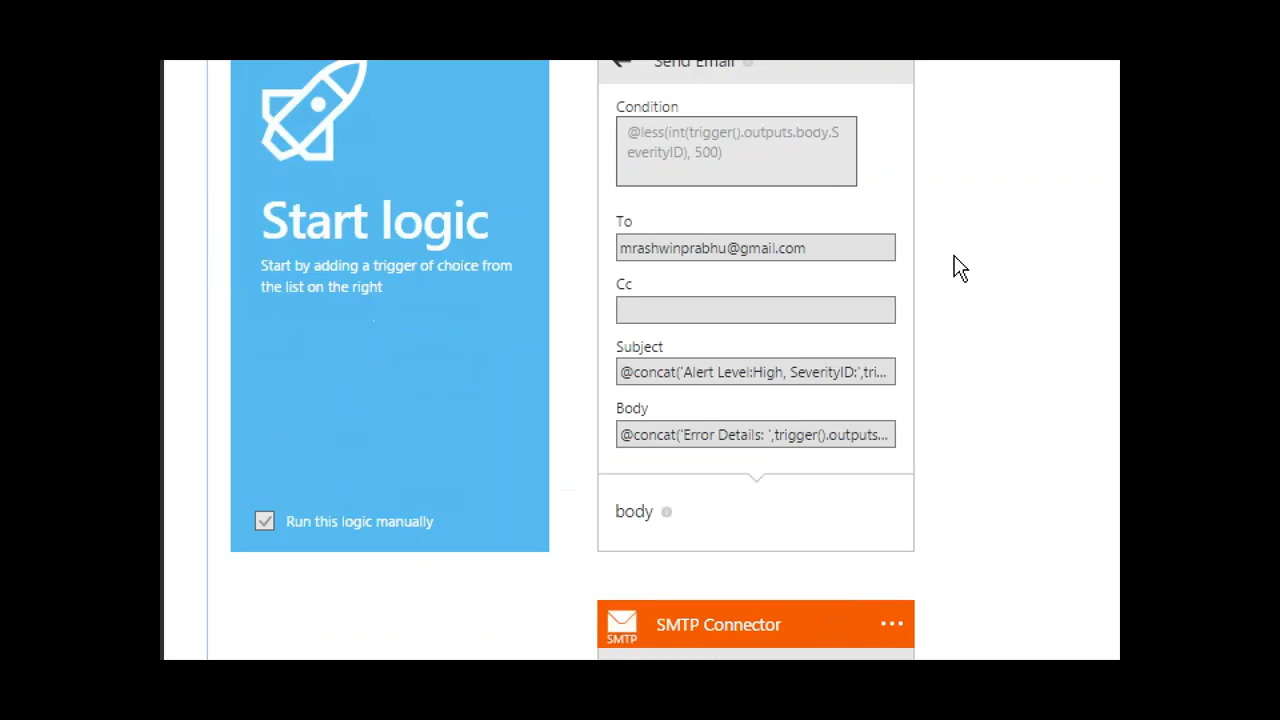 Start logic
Start by adding a trigger of choice from
the list on the right
Run this logic manually
Send Email
Condition
@less(int(trigger().outputs.body.S
everityID), 500)
To
mrashwinprabhu@gmail.com
Cc
Subject
@concat('Alert Level:High, SeverityID:',tri...
Body
@concat('Error Details: ',trigger().outputs...
body
SMTP
SMTP Connector